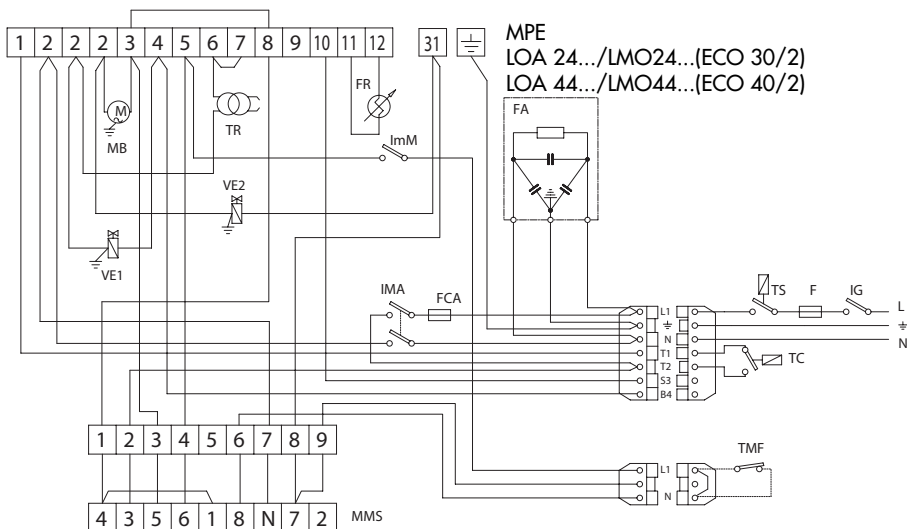 1 2 2 2 3 4 5 6 7 8 9 10 11 12 31
MPE
LOA 24.../LMO24...(ECO 30/2)
LOA 44.../LMO44...(ECO 40/2)
FA
FR
M
MB
TR
ImM
VE2
VE1
IMA
FCA
L1
N
T1
T2
S3
B4
TS
F
IG
L
N
TC
1 2 3 4 5 6 7 8 9
L1
N
TMF
4 3 5 6 1 8 N 7 2
MMS